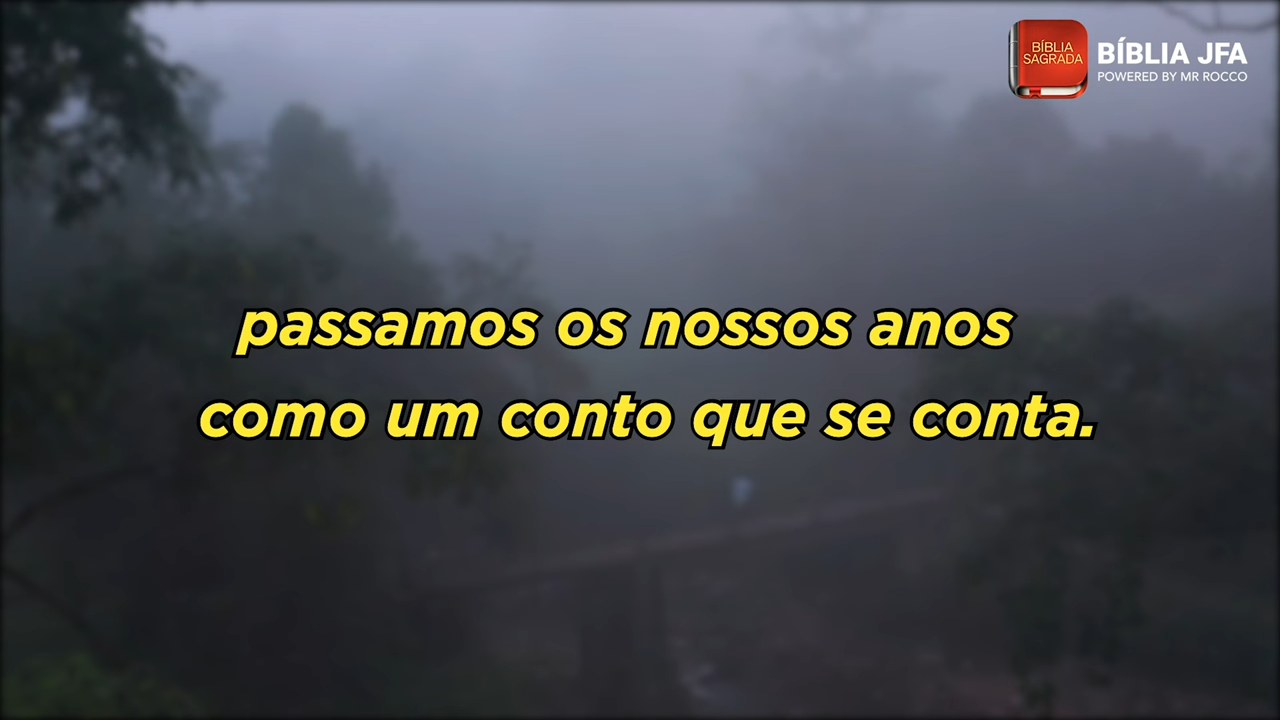 BÍBLIA
SAGRADA
BÍBLIA JFA
POWERED BY MR ROCCO
passamos os nossos anos
como um conto que se conta.